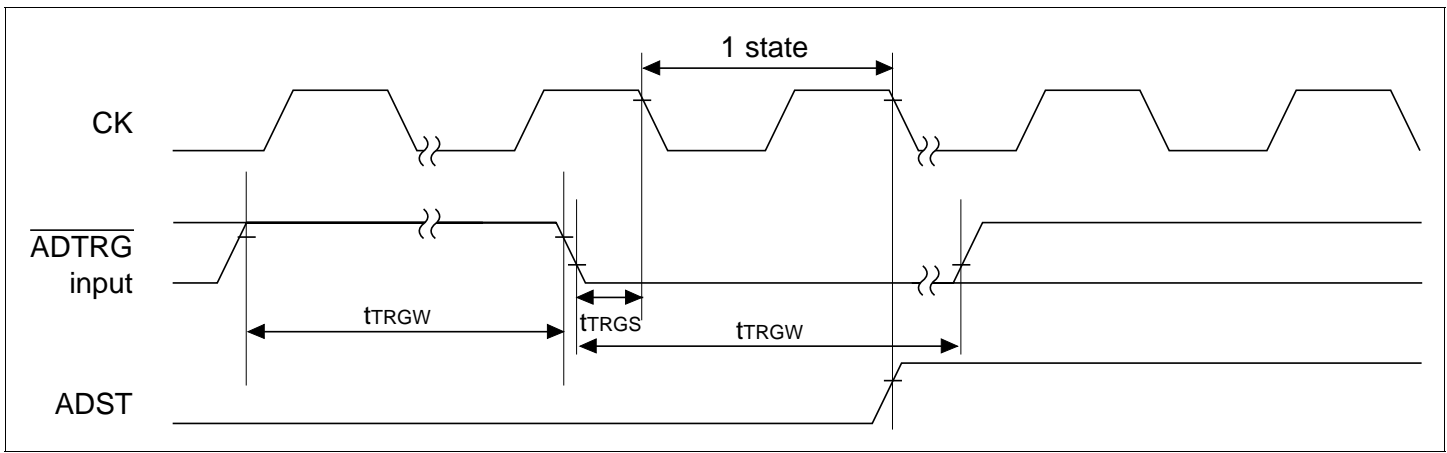 1 state
CK
ADTRG
input
tTRGW
tTRGS
tTRGW
ADST